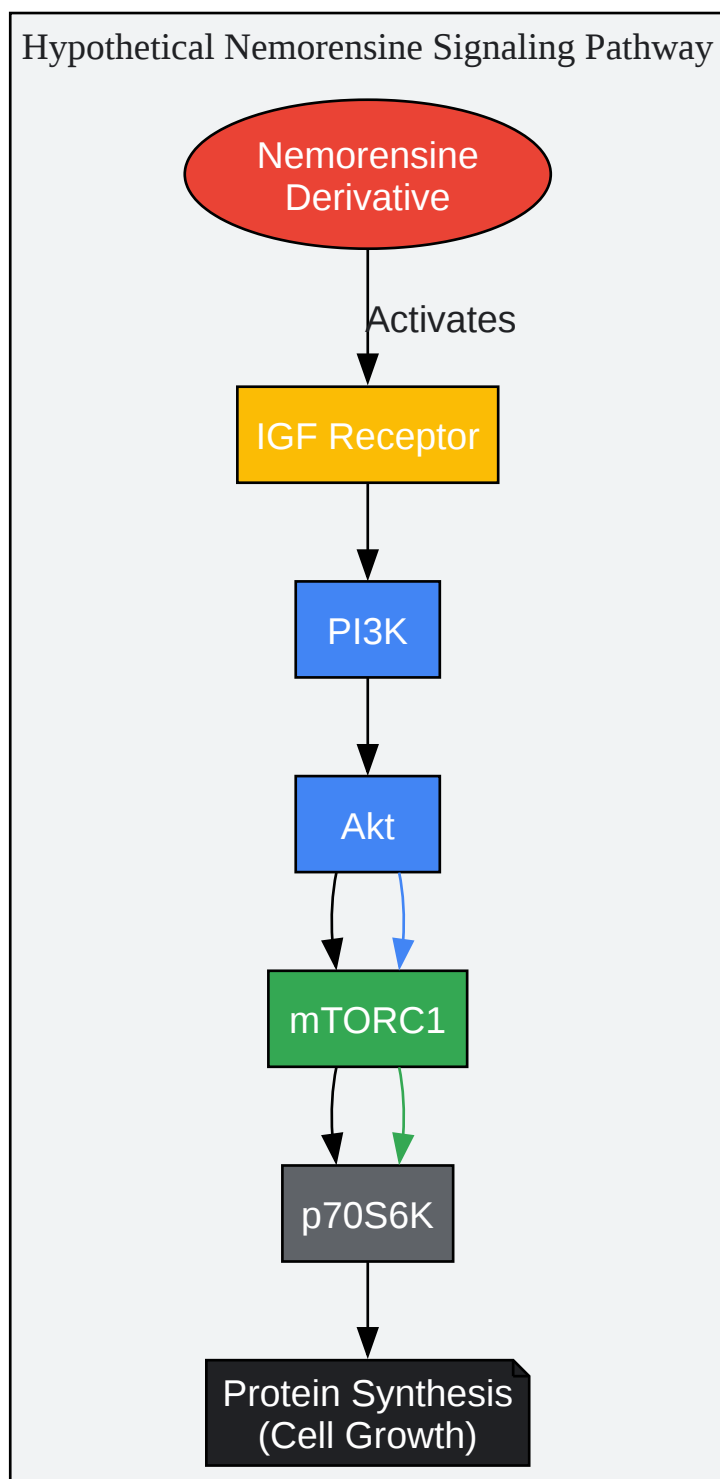 Hypothetical Nemorensine Signaling Pathway
Nemorensine
Derivative
Activates
IGF Receptor
PI3K
Akt
mTORC1
p70S6K
Protein Synthesis
(Cell Growth)